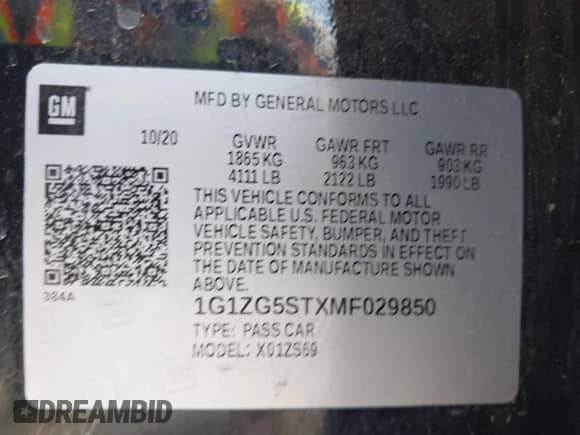 GM
MFD BY GENERAL MOTORS LLC
10/20 GVWR GAWR FRT GAWR RR
1865 KG 963 KG 903 KG
4111 LB 2122 LB 1990 LB
THIS VEHICLE CONFORMS TO ALL
APPLICABLE U.S. FEDERAL MOTOR
VEHICLE SAFETY, BUMPER, AND THEFT
PREVENTION STANDARDS IN EFFECT ON
THE DATE OF MANUFACTURE SHOWN
ABOVE.
384A
1G1ZG5STXMF029850
TYPE: PASS CAR
MODEL: X01ZS69
DREAMBID